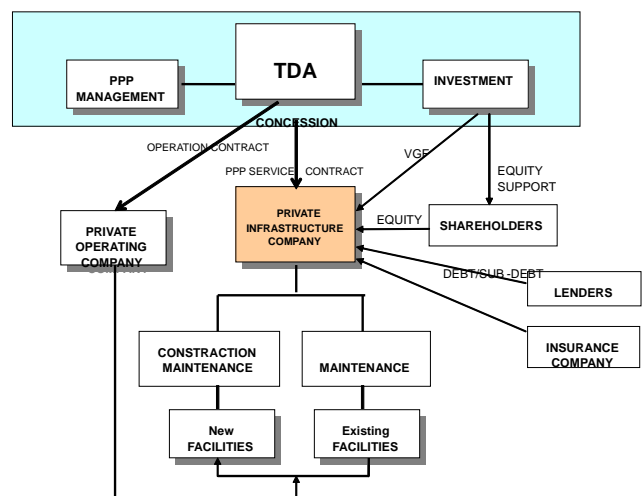 TDA
PPP
MANAGEMENT
INVESTMENT
CONCESSION
OPERATION CONTRACT
VGF
PPP SERVICE CONTRACT
EQUITY
SUPPORT
PRIVATE
OPERATING
COMPANY
PRIVATE
INFRASTRUCTURE
COMPANY
EQUITY
SHAREHOLDERS
DEBT/SUB -DEBT
LENDERS
CONSTRACTION
MAINTENANCE
MAINTENANCE
INSURANCE
COMPANY
New
FACILITIES
Existing
FACILITIES